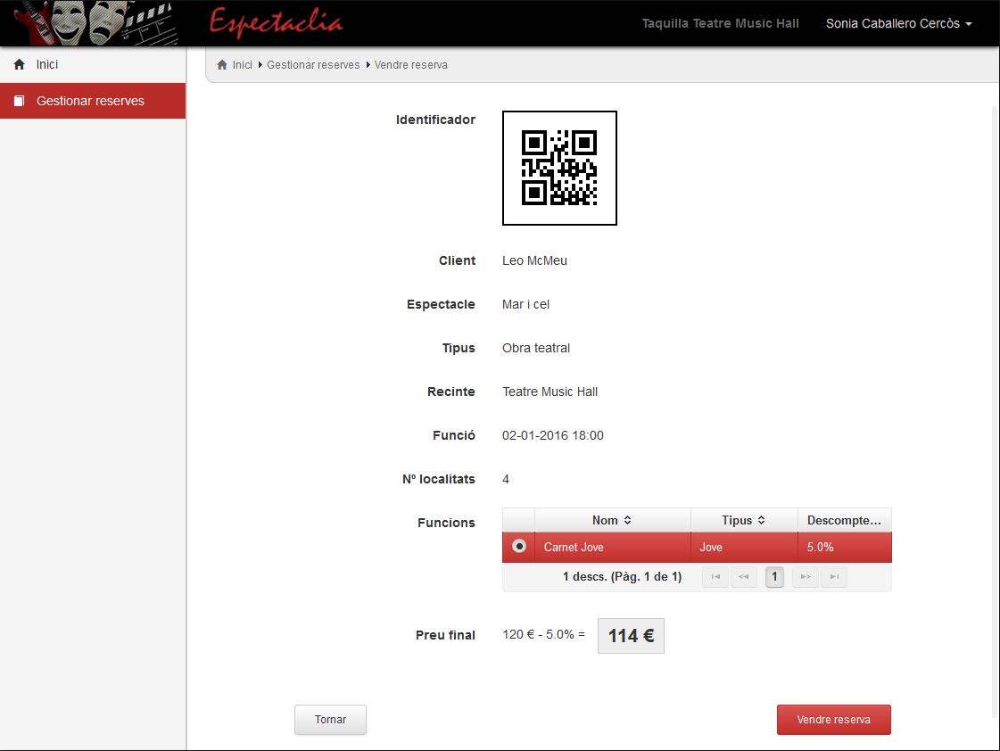 Espectaclia
Taquilla Teatre Music Hall
Sonia Caballero Cercòs
Inici
Gestionar reserves
Inici Gestionar reserves Vendre reserva
Identificador
Client Leo McMeu
Espectacle Mar i cel
Tipus Obra teatral
Recinte Teatre Music Hall
Funció 02-01-2016 18:00
Nº localitats 4
Funcions
Nom Tipus Descompte...
Carnet Jove Jove 5.0%
1 descs. (Pàg. 1 de 1) 1
Preu final 120 € - 5.0% = 114 €
Tornar Vendre reserva